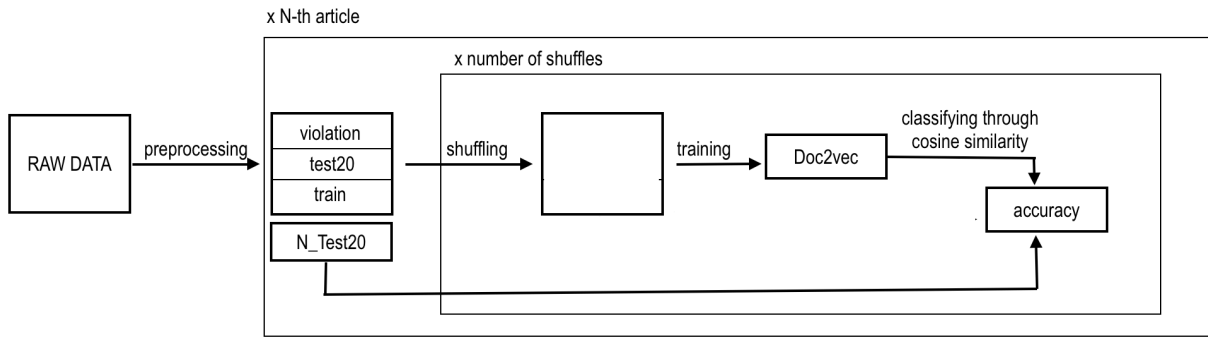 x N-th article
x number of shuffles
RAW DATA
preprocessing
violation
test20
train
N_Test20
shuffling
training
Doc2vec
classifying through
cosine similarity
accuracy